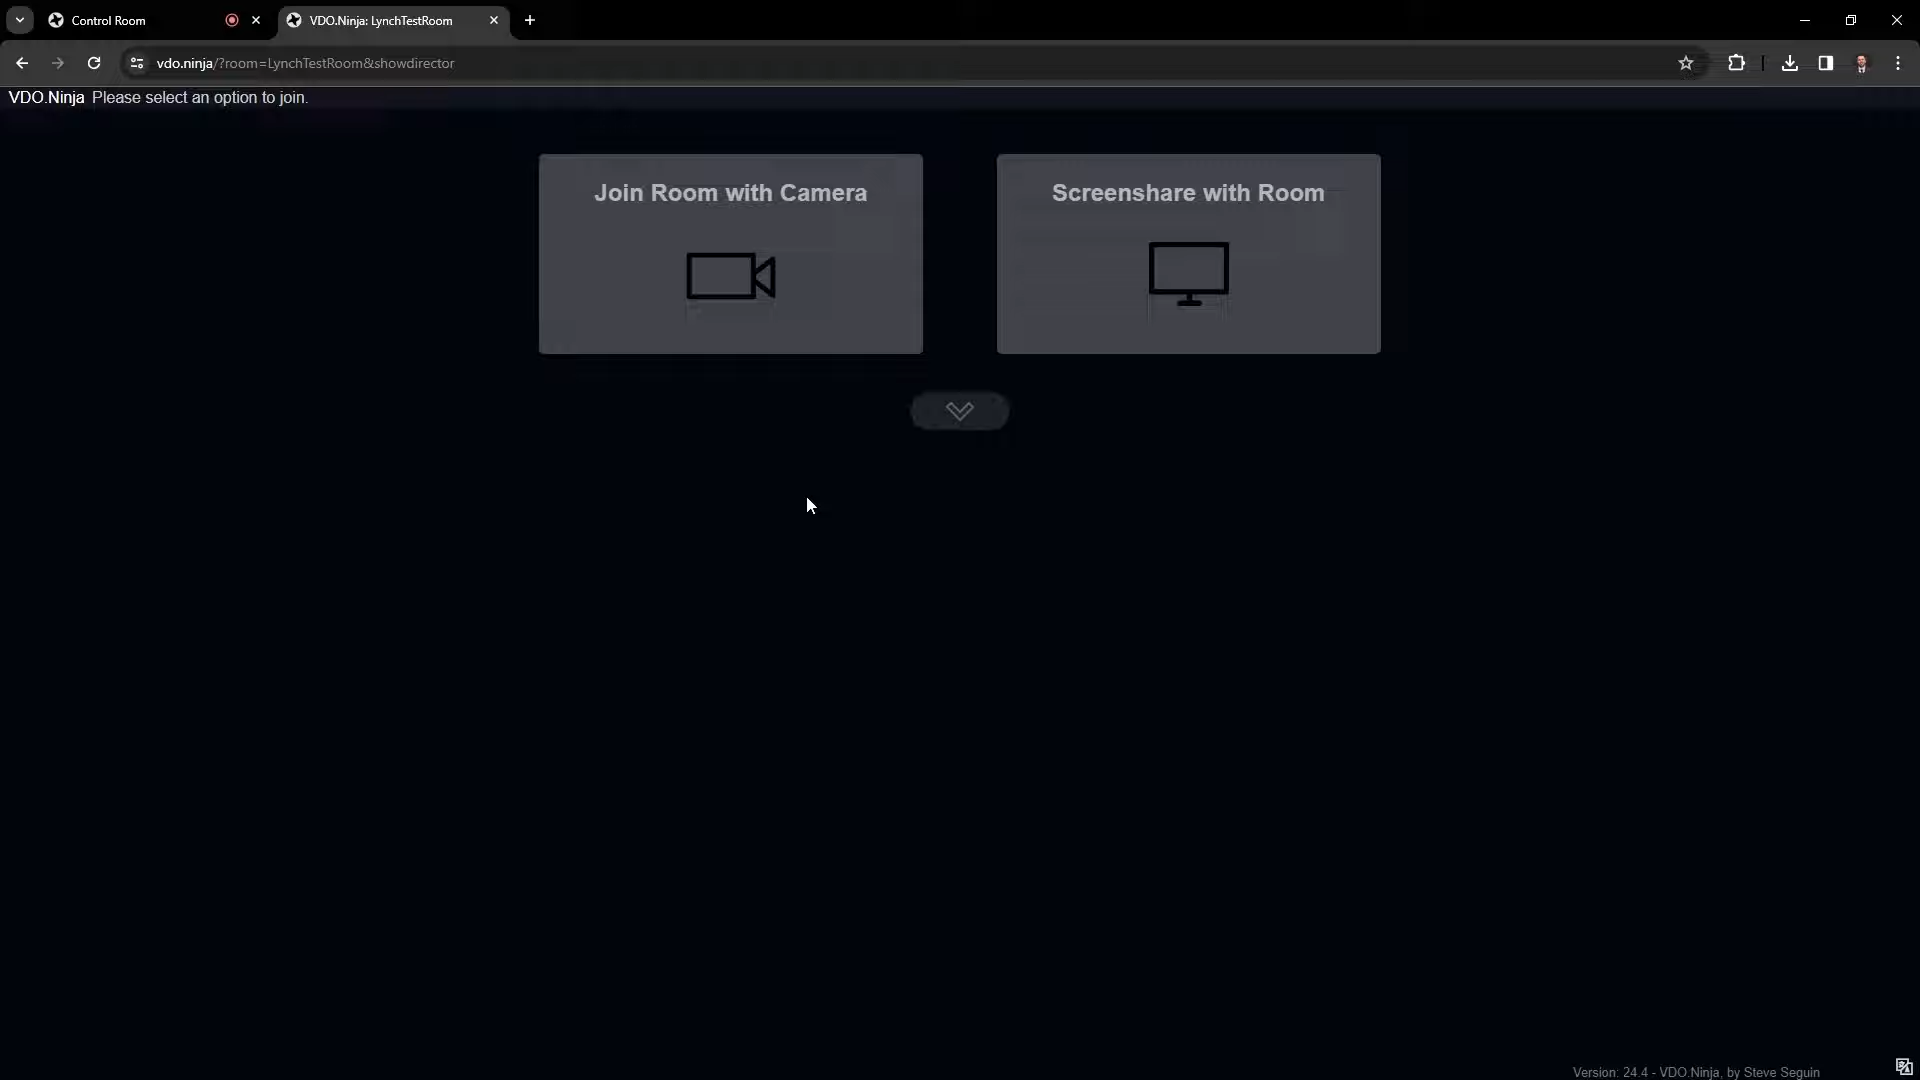 Control Room
VDO.Ninja: LynchTestRoom
vdo.ninja/?room=LynchTestRoom&showdirector
VDO.Ninja Please select an option to join.
Join Room with Camera
Screenshare with Room
Version: 24.4 - VDO.Ninja, by Steve Seguin